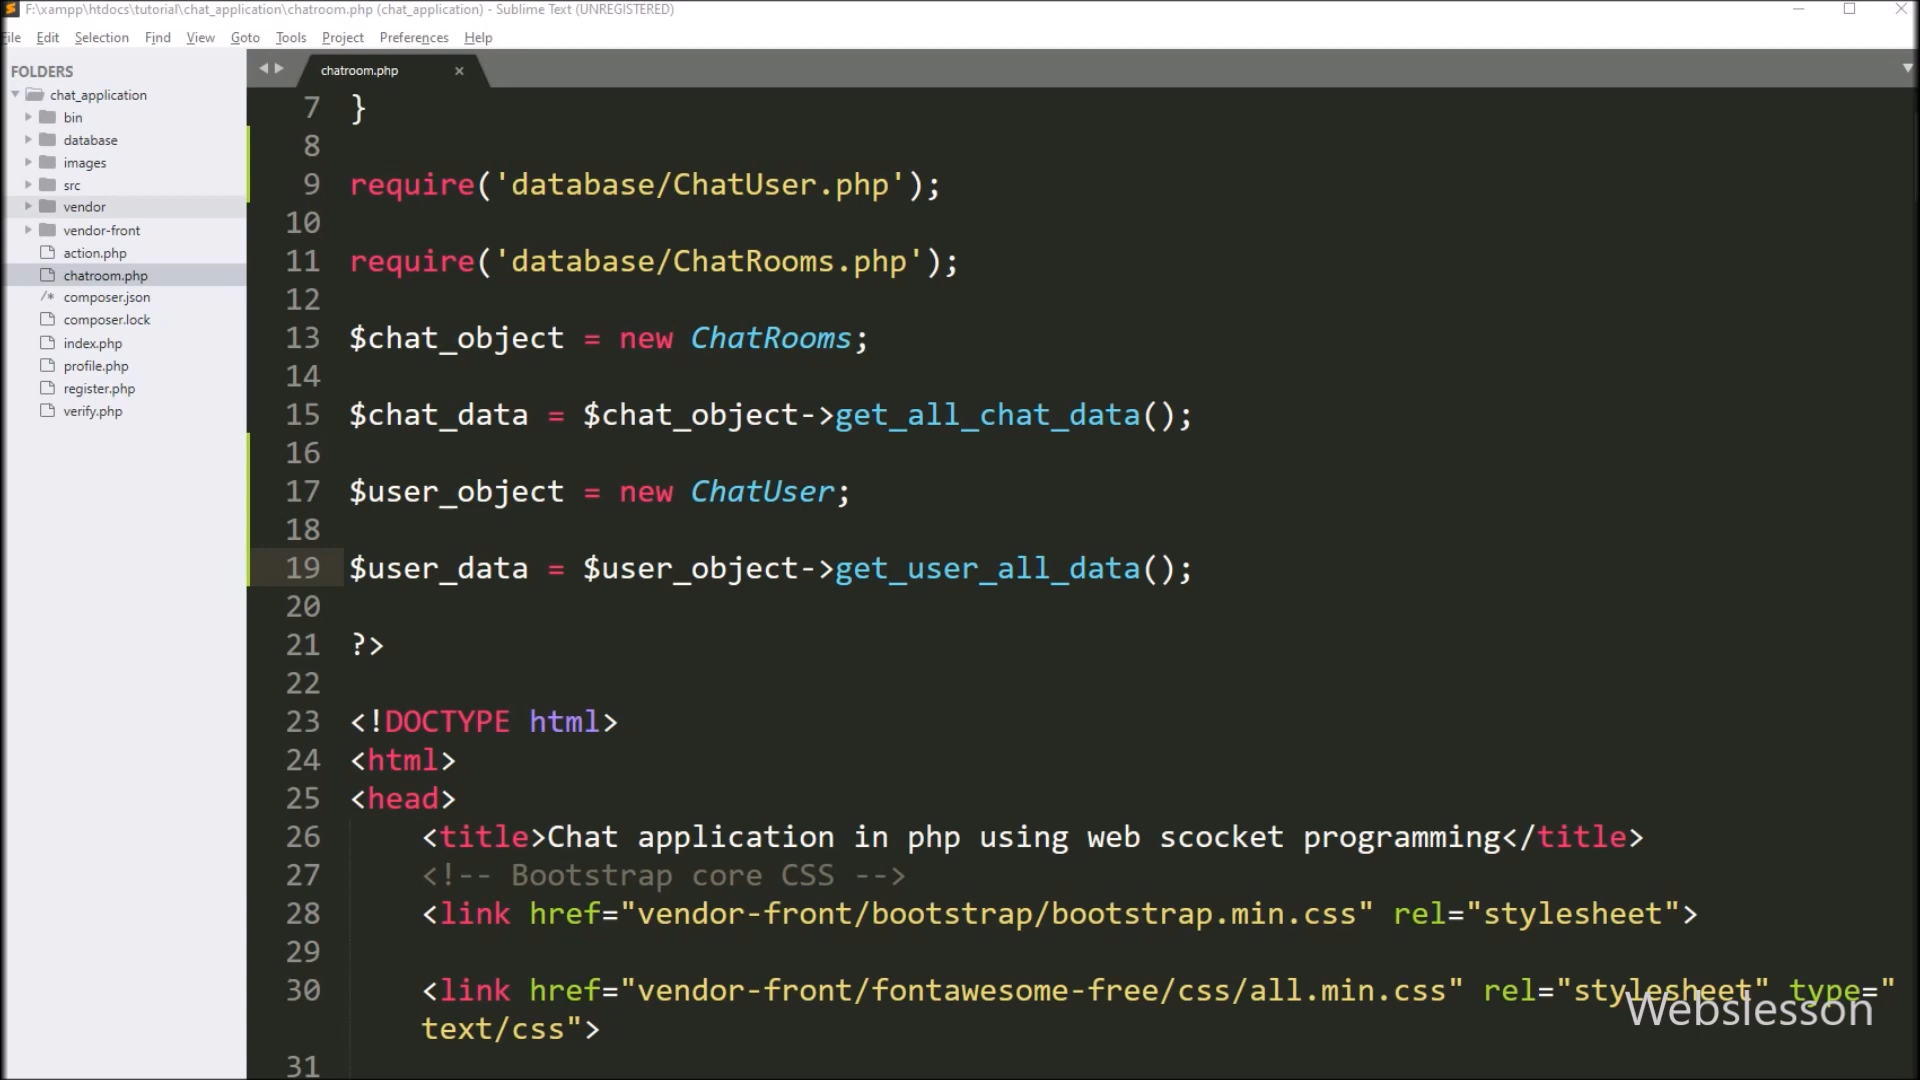 F:\xampp\htdocs\tutorial\chat_application\chatroom.php (chat_application) - Sublime Text (UNREGISTERED)
File Edit Selection Find View Goto Tools Project Preferences Help
FOLDERS
chat_application
bin
database
images
src
vendor
vendor-front
action.php
chatroom.php
/* composer.json
composer.lock
index.php
profile.php
register.php
verify.php
chatroom.php ×
7 }
8
9 require('database/ChatUser.php');
10
11 require('database/ChatRooms.php');
12
13 $chat_object = new ChatRooms;
14
15 $chat_data = $chat_object->get_all_chat_data();
16
17 $user_object = new ChatUser;
18
19 $user_data = $user_object->get_user_all_data();
20
21 ?>
22
23 <!DOCTYPE html>
24 <html>
25 <head>
26 <title>Chat application in php using web scocket programming</title>
27 <!-- Bootstrap core CSS -->
28 <link href="vendor-front/bootstrap/bootstrap.min.css" rel="stylesheet">
29
30 <link href="vendor-front/fontawesome-free/css/all.min.css" rel="stylesheet" type="
text/css">
31
Webslesson